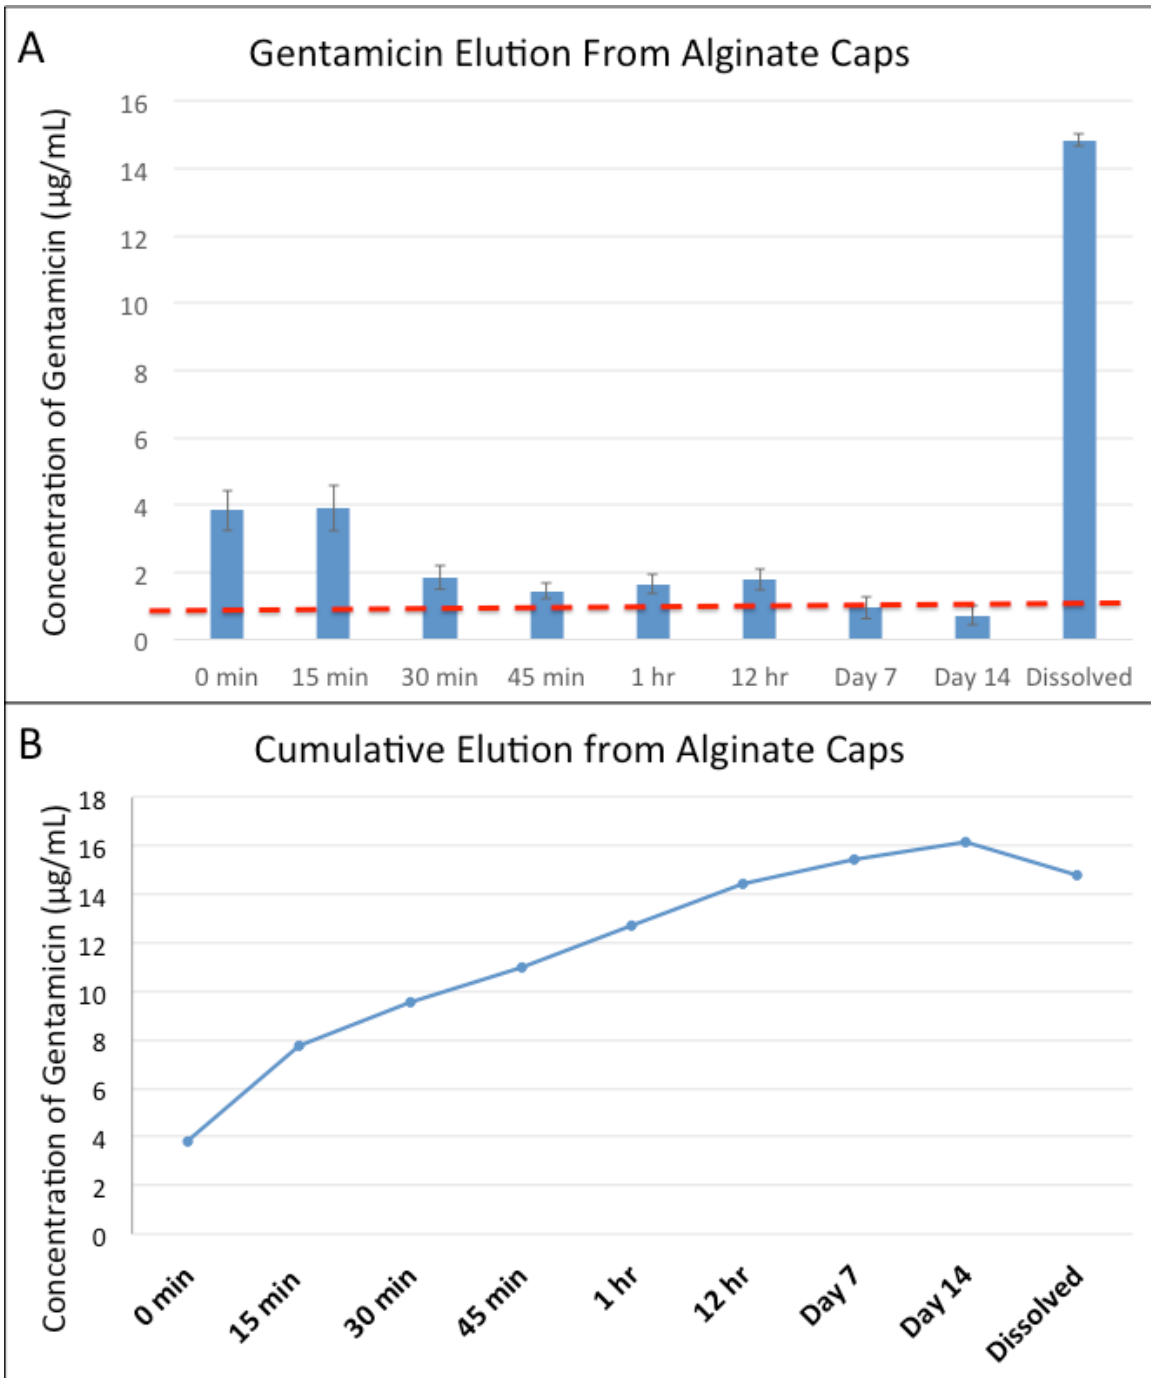 A
Gentamicin Elution From Alginate Caps
Concentration of Gentamicin (µg/mL)
16
14
12
10
8
6
4
2
0
0 min 15 min 30 min 45 min 1 hr 12 hr Day 7 Day 14 Dissolved
B
Cumulative Elution from Alginate Caps
Concentration of Gentamicin (µg/mL)
18
16
14
12
10
8
6
4
2
0
0 min 15 min 30 min 45 min 1 hr 12 hr Day 7 Day 14 Dissolved